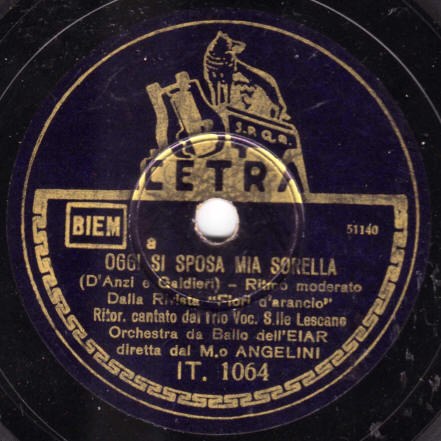 S.P.Q.R.
CETRA
BIEM
51140
a
OGGI SI SPOSA MIA SORELLA
(D'Anzi e Galdieri) - Ritmo moderato
Dalla Rivista "Fiori d'arancio"
Ritor. cantato dal Trio Voc. S.lle Lescano
Orchestra da Ballo dell'EIAR
diretta dal M.o ANGELINI
IT. 1064